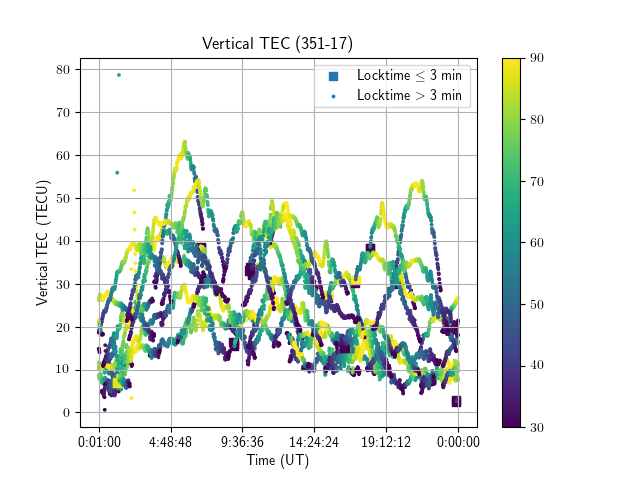 Vertical TEC (351-17)
Locktime ≤ 3 min
Locktime > 3 min
Vertical TEC (TECU)
80
70
60
50
40
30
20
10
0
0:01:00 4:48:48 9:36:36 14:24:24 19:12:12 0:00:00
Time (UT)
90
80
70
60
50
40
30